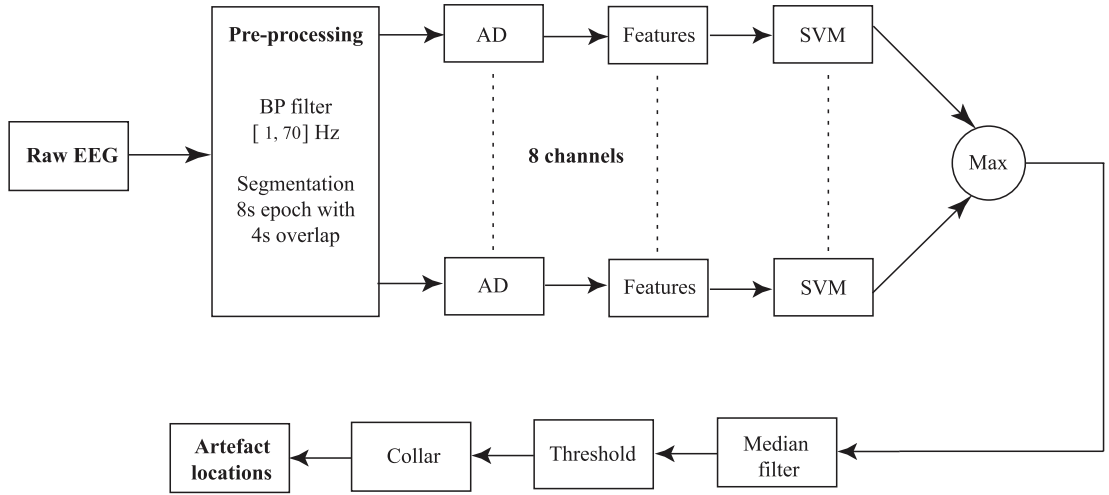 Pre-processing
BP filter
[ 1, 70] Hz
Segmentation
8s epoch with
4s overlap
Raw EEG
AD
Features
SVM
8 channels
Max
AD
Features
SVM
Artefact
locations
Collar
Threshold
Median
filter